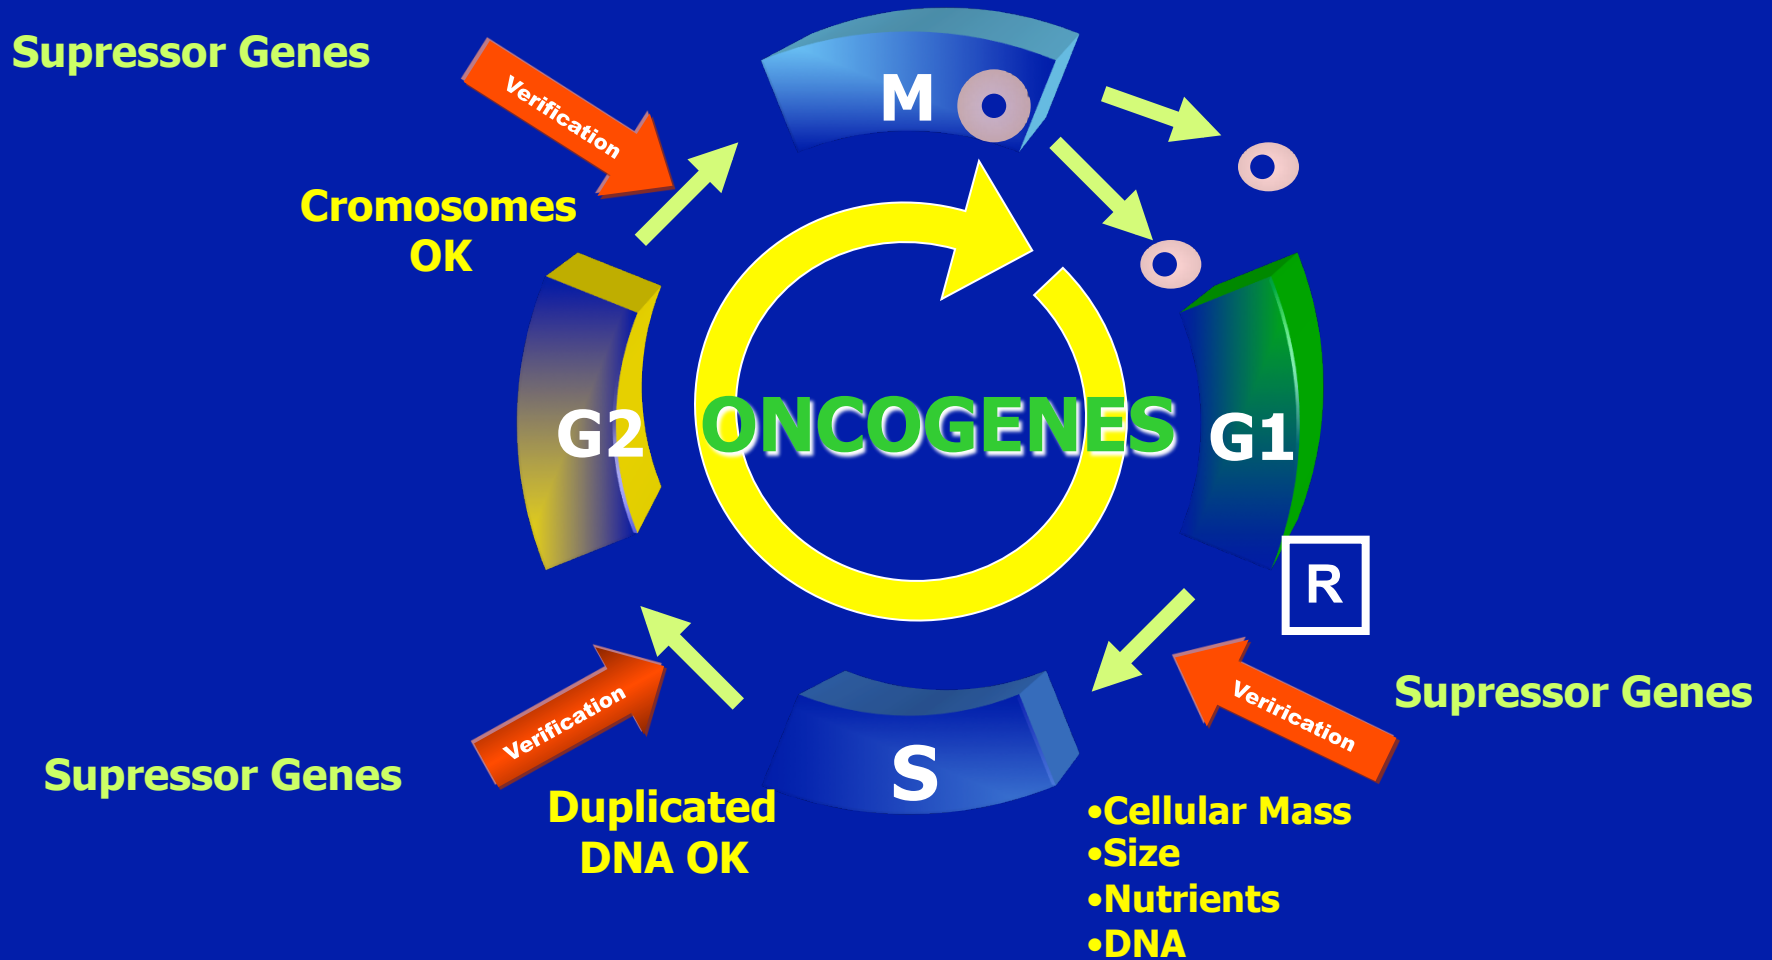 Supressor Genes
Verification
M
Cromosomes
OK
G2
ONCOGENES
G1
R
Verification
Veririrication
Supressor Genes
Supressor Genes
S
Duplicated
DNA OK
•Cellular Mass
•Size
•Nutrients
•DNA